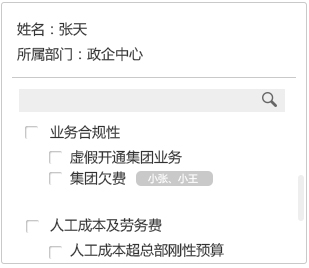 姓名：张天
所属部门：政企中心
业务合规性
虚假开通集团业务
集团欠费 小张、小王
人工成本及劳务费
人工成本超总部刚性预算